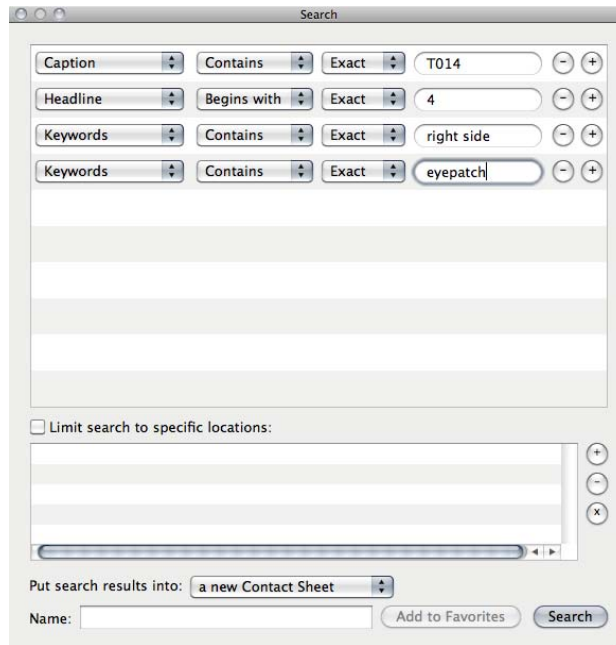 Search
Caption Contains Exact T014 - +
Headline Begins with Exact 4 - +
Keywords Contains Exact right side - +
Keywords Contains Exact eyepatch - +
Limit search to specific locations:
+
-
x
Put search results into: a new Contact Sheet
Name: Add to Favorites Search